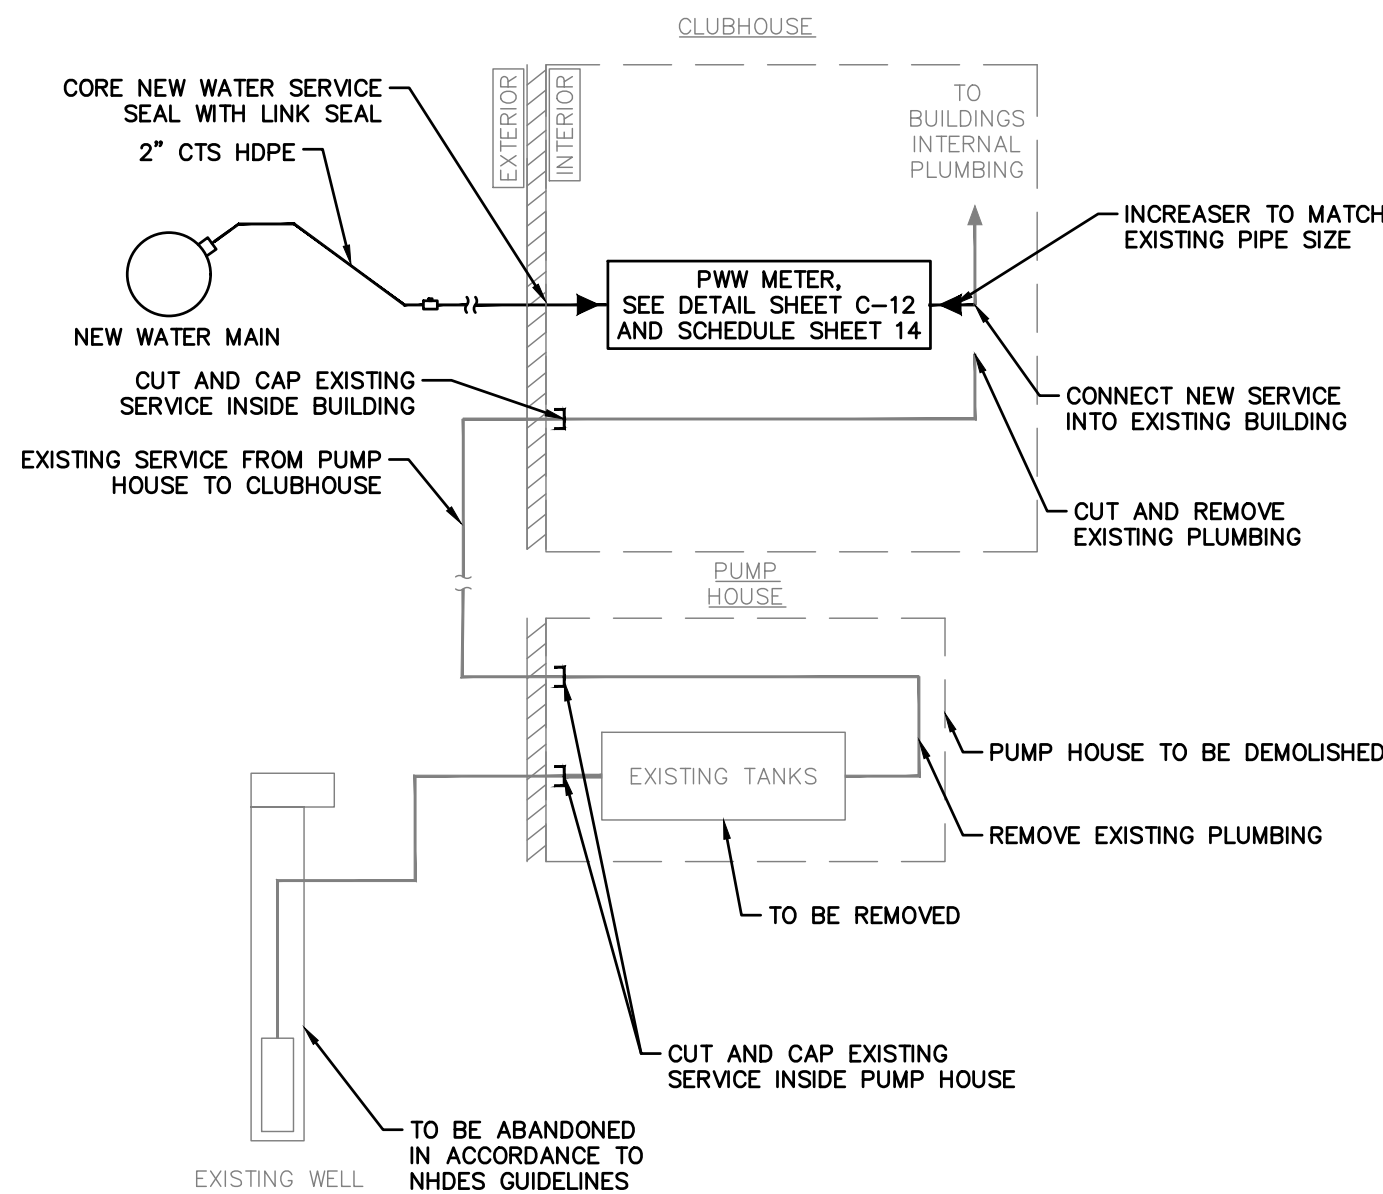 CLUBHOUSE
CORE NEW WATER SERVICE
SEAL WITH LINK SEAL
2" CTS HDPE
EXTERIOR
INTERIOR
TO
BUILDINGS
INTERNAL
PLUMBING
INCREASER TO MATCH
EXISTING PIPE SIZE
PWW METER,
SEE DETAIL SHEET C-12
AND SCHEDULE SHEET 14
NEW WATER MAIN
CUT AND CAP EXISTING
SERVICE INSIDE BUILDING
CONNECT NEW SERVICE
INTO EXISTING BUILDING
EXISTING SERVICE FROM PUMP
HOUSE TO CLUBHOUSE
CUT AND REMOVE
EXISTING PLUMBING
PUMP
HOUSE
PUMP HOUSE TO BE DEMOLISHED
EXISTING TANKS
REMOVE EXISTING PLUMBING
TO BE REMOVED
CUT AND CAP EXISTING
SERVICE INSIDE PUMP HOUSE
TO BE ABANDONED
IN ACCORDANCE TO
NHDES GUIDELINES
EXISTING WELL